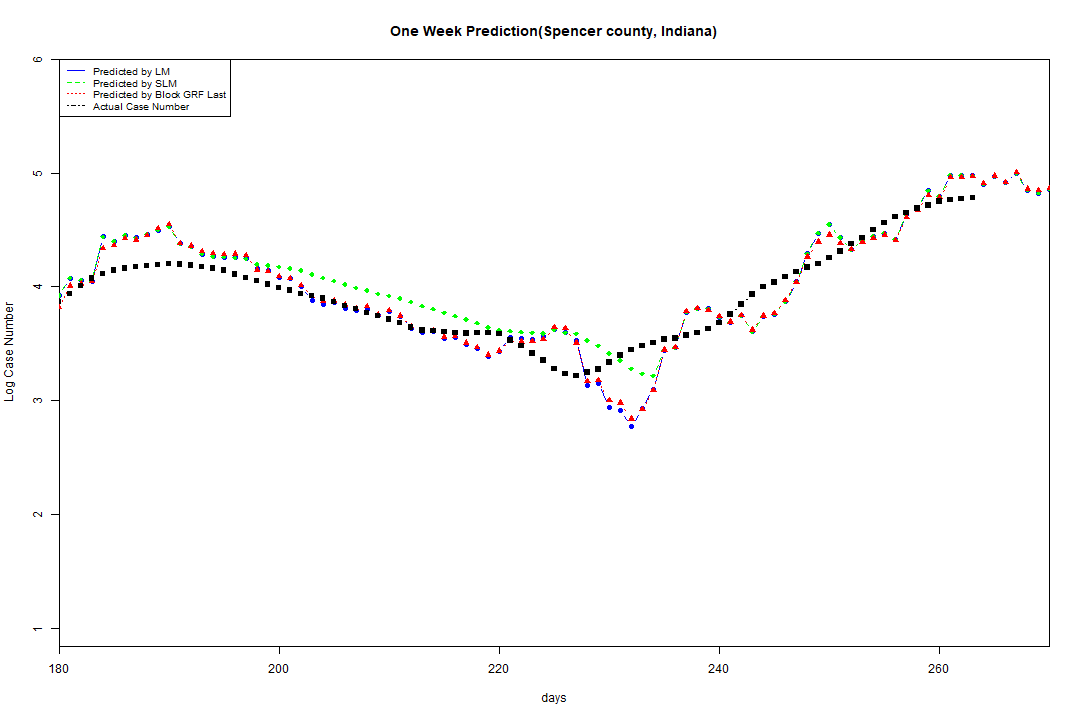 One Week Prediction(Spencer county, Indiana)
Predicted by LM
Predicted by SLM
Predicted by Block GRF Last
Actual Case Number
6
5
4
3
2
1
Log Case Number
180 200 220 240 260
days